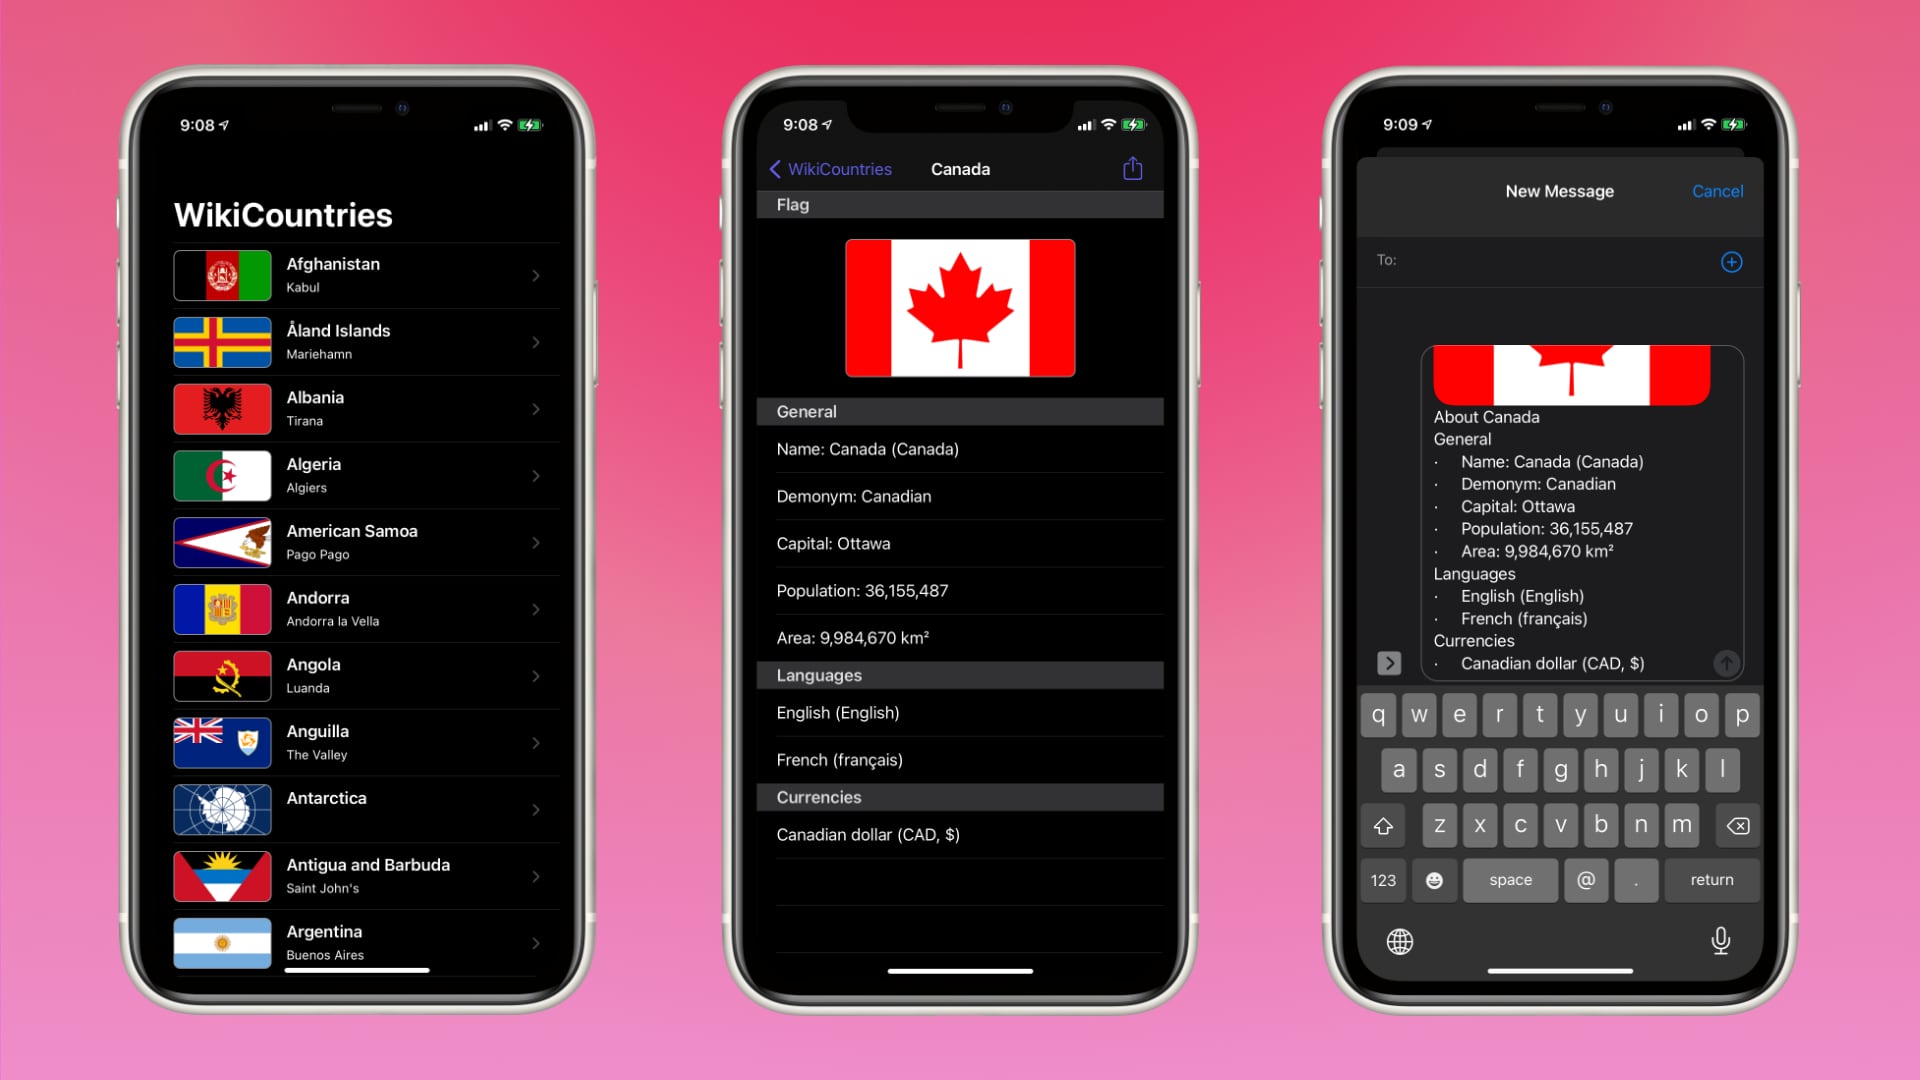 9:08
WikiCountries
Afghanistan
Kabul
Åland Islands
Mariehamn
Albania
Tirana
Algeria
Algiers
American Samoa
Pago Pago
Andorra
Andorra la Vella
Angola
Luanda
Anguilla
The Valley
Antarctica
Antigua and Barbuda
Saint John's
Argentina
Buenos Aires
9:08
WikiCountries Canada
Flag
General
Name: Canada (Canada)
Demonym: Canadian
Capital: Ottawa
Population: 36,155,487
Area: 9,984,670 km²
Languages
English (English)
French (français)
Currencies
Canadian dollar (CAD, $)
9:09
New Message Cancel
To:
About Canada
General
· Name: Canada (Canada)
· Demonym: Canadian
· Capital: Ottawa
· Population: 36,155,487
· Area: 9,984,670 km²
Languages
· English (English)
· French (français)
Currencies
· Canadian dollar (CAD, $)
q w e r t y u i o p
a s d f g h j k l
z x c v b n m
123 space @ . return